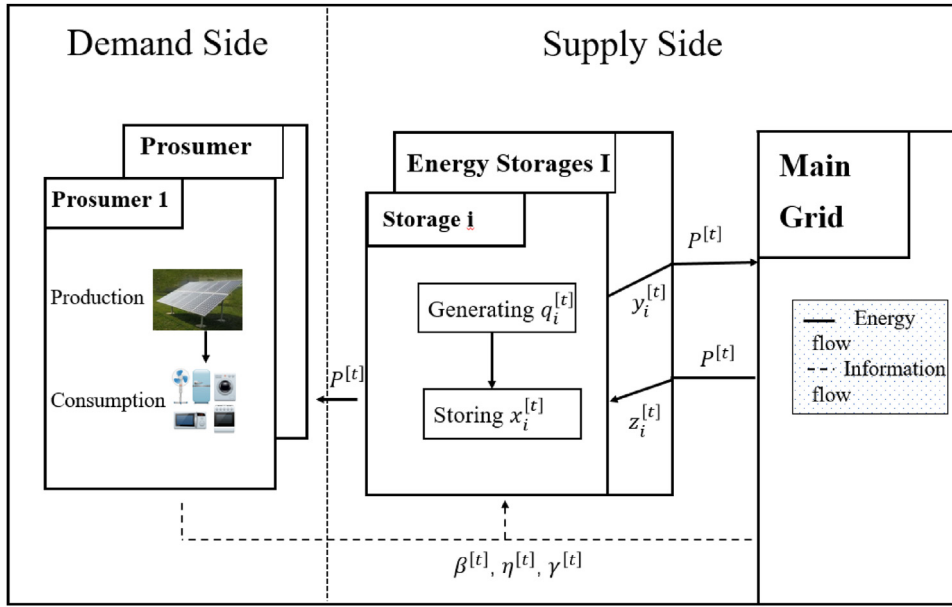 Demand Side
Supply Side
Prosumer
Prosumer 1
Production
Consumption
P^{[t]}
Energy Storages I
Storage i
Generating q_i^{[t]}
Storing x_i^{[t]}
P^{[t]}
y_i^{[t]}
P^{[t]}
z_i^{[t]}
Main
Grid
Energy
flow
Information
flow
β^{[t]}, η^{[t]}, γ^{[t]}